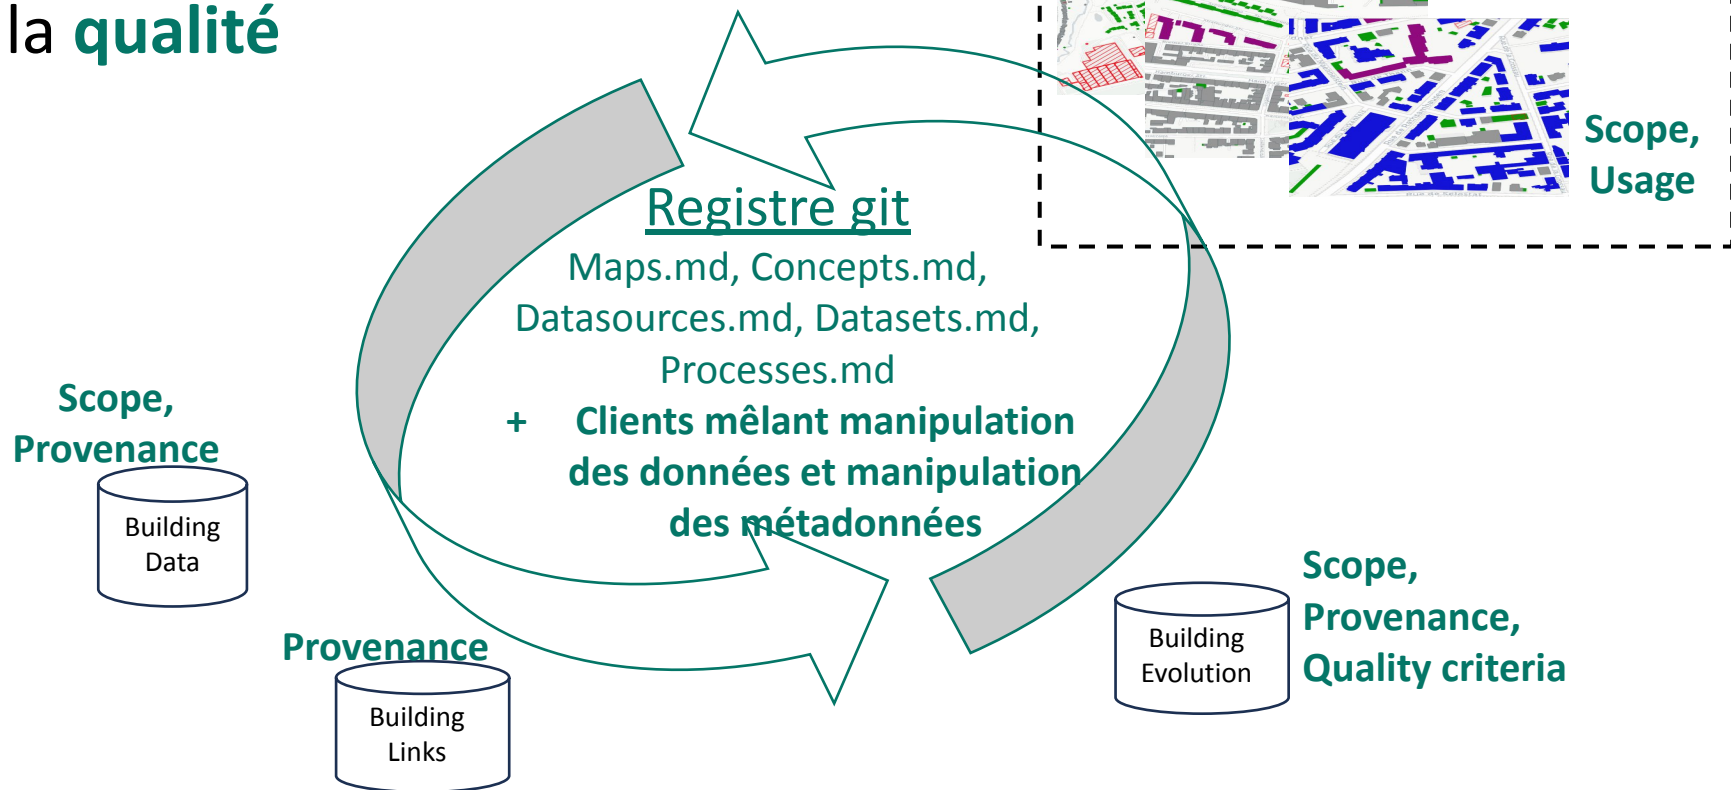 la qualité
Scope,
Usage
Registre git
Maps.md, Concepts.md,
Datasources.md, Datasets.md,
Processes.md
+ Clients mêlant manipulation
des données et manipulation
des métadonnées
Scope,
Provenance
Building
Data
Provenance
Building
Links
Building
Evolution
Scope,
Provenance,
Quality criteria